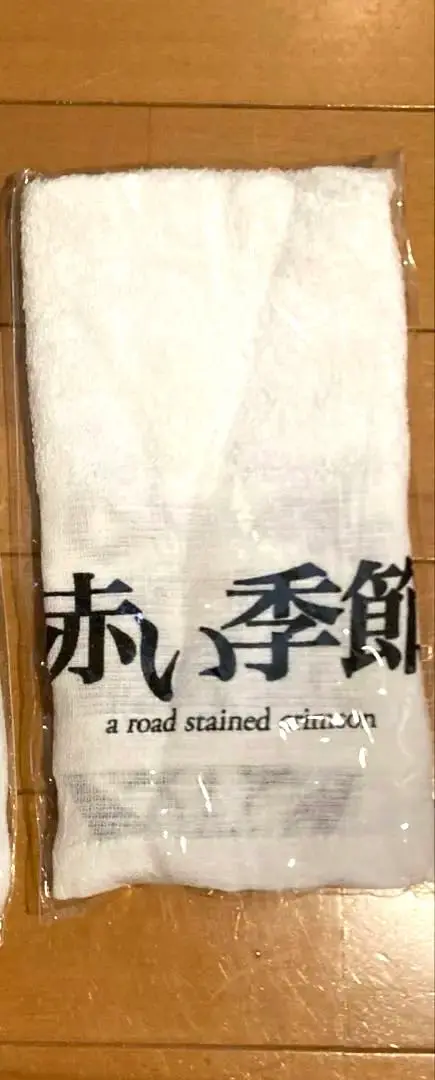 赤い季節
a road stained crimson